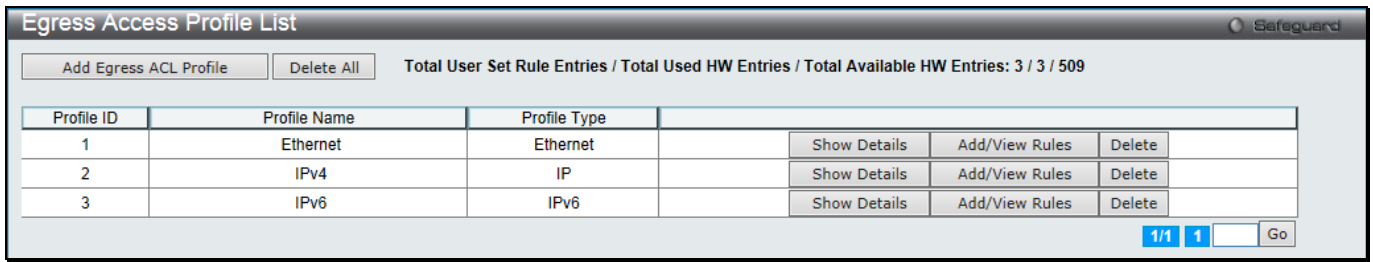 Egress Access Profile List Safeguard
Add Egress ACL Profile Delete All Total User Set Rule Entries / Total Used HW Entries / Total Available HW Entries: 3 / 3 / 509
Profile ID Profile Name Profile Type
1 Ethernet Ethernet Show Details Add/View Rules Delete
2 IPv4 IP Show Details Add/View Rules Delete
3 IPv6 IPv6 Show Details Add/View Rules Delete
1/1 1 Go